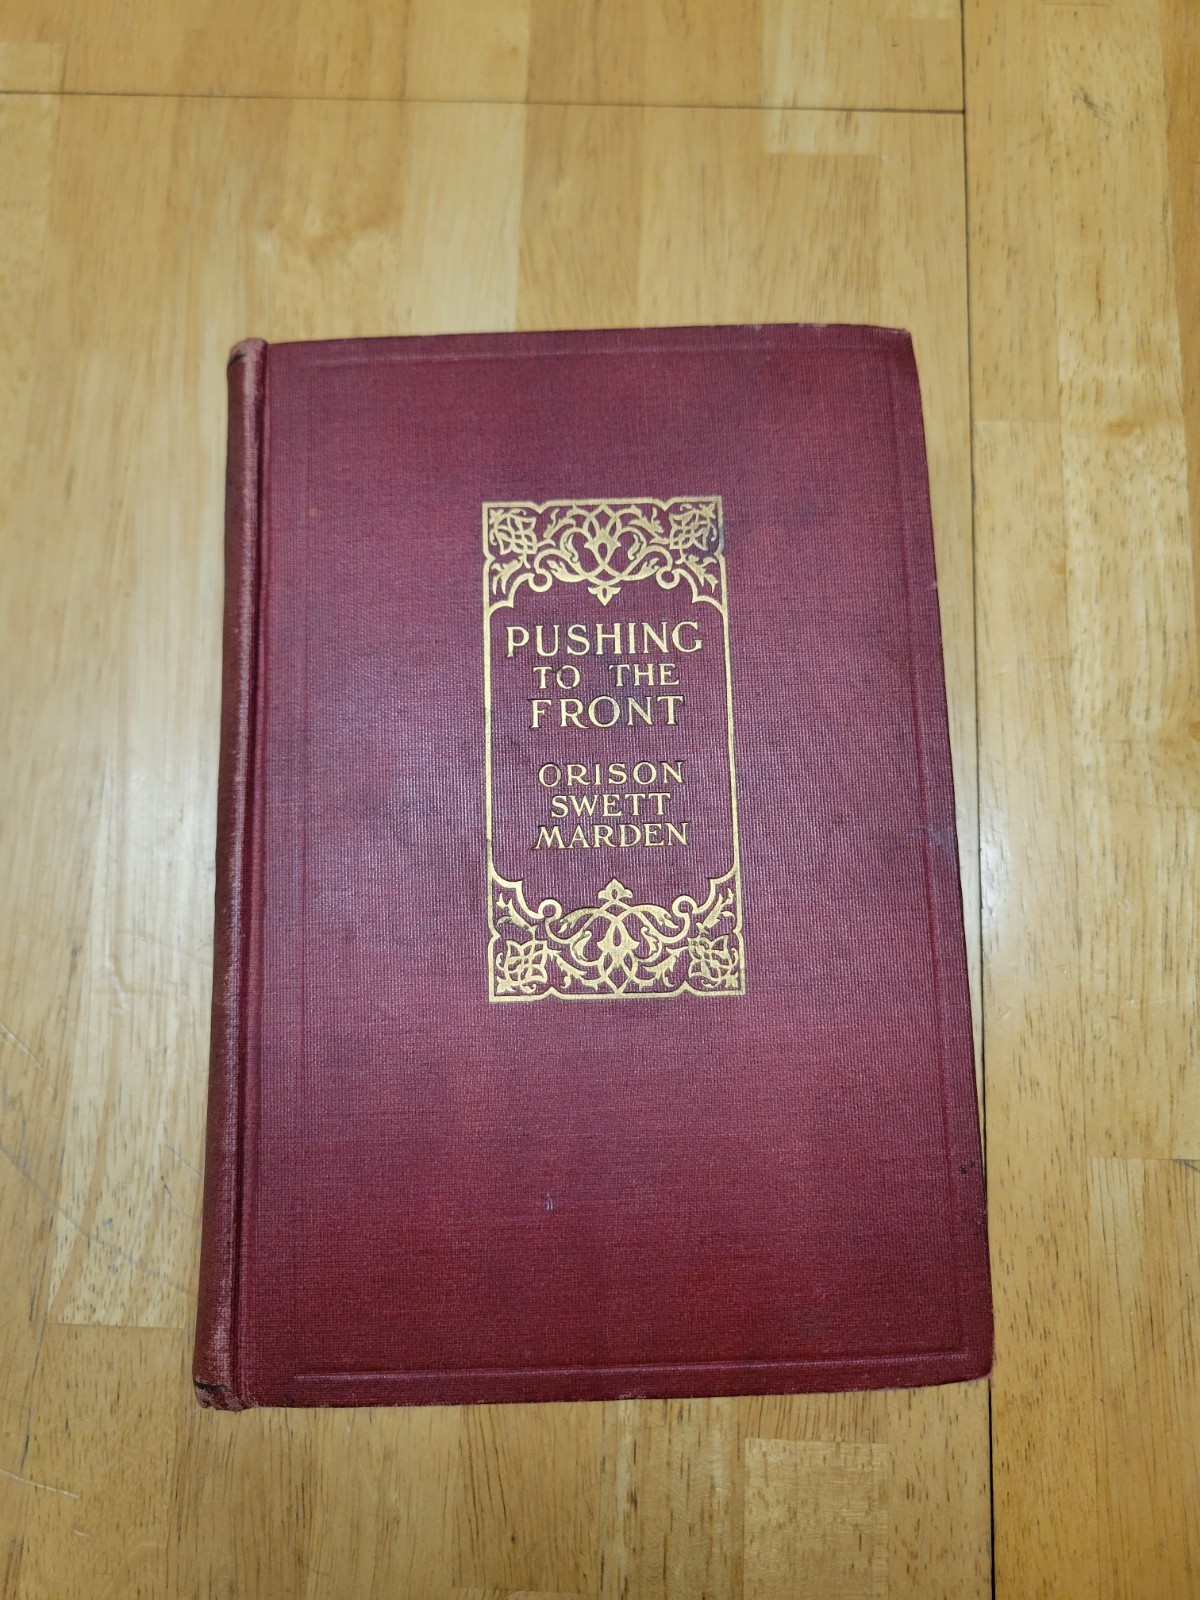 PUSHING
TO THE
FRONT
ORISON
SWETT
MARDEN